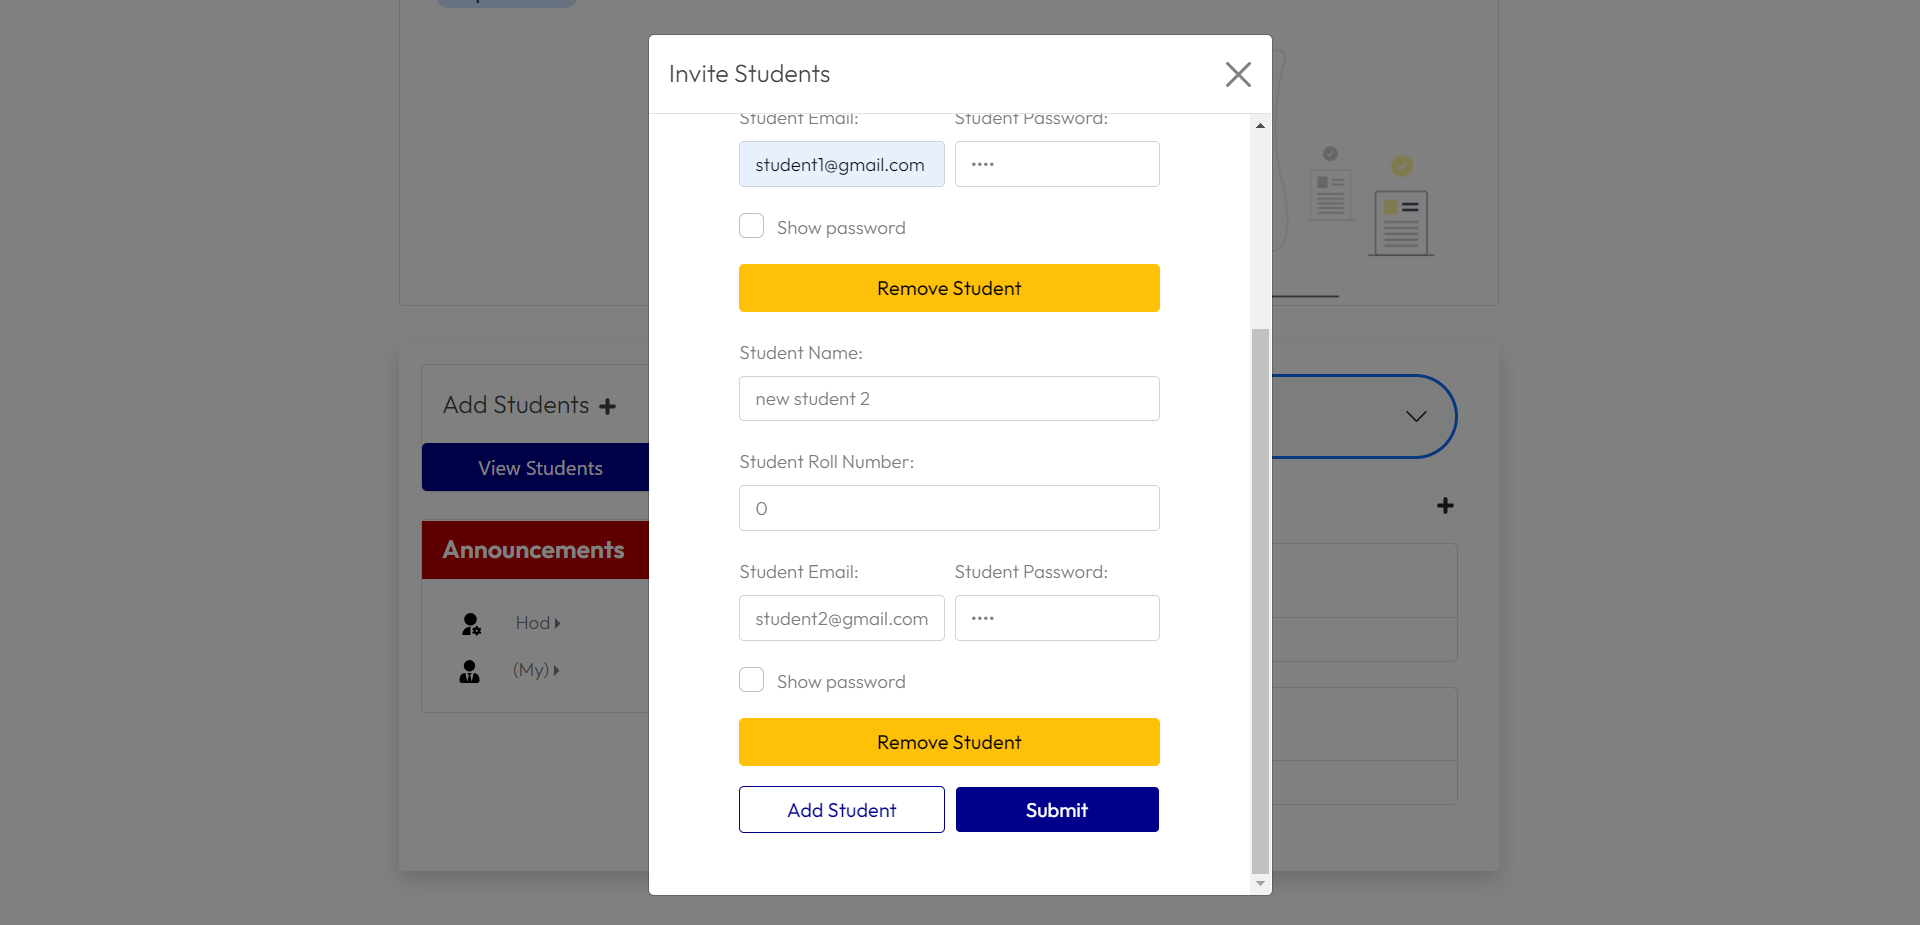 Invite Students
Student Email: Student Password:
student1@gmail.com ····
Show password
Remove Student
Student Name:
new student 2
Student Roll Number:
0
Student Email: Student Password:
student2@gmail.com ····
Show password
Remove Student
Add Student Submit
Add Students
View Students
Announcements
Hod
(My)